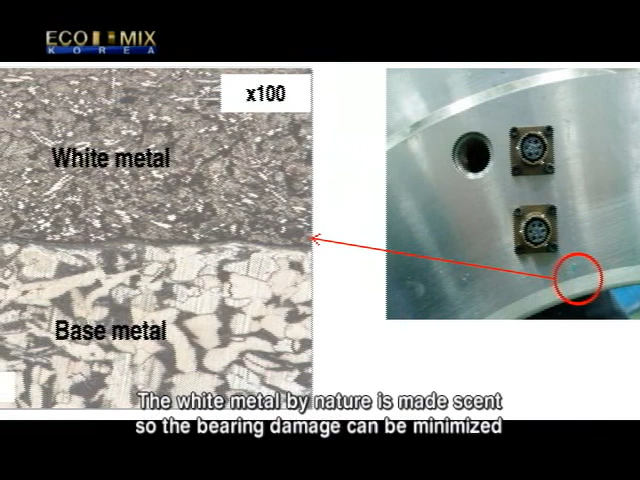 ECO MIX
KOREA
x100
White metal
Base metal
The white metal by nature is made scent
so the bearing damage can be minimized